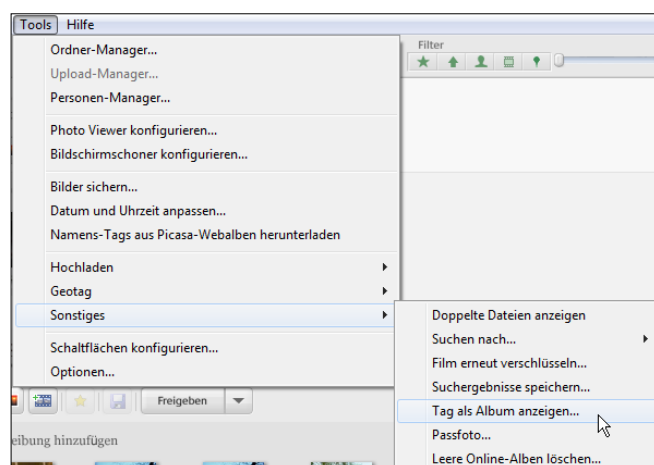 Tools Hilfe
Filter
Ordner-Manager...
Upload-Manager...
Personen-Manager...
Photo Viewer konfigurieren...
Bildschirmschoner konfigurieren...
Bilder sichern...
Datum und Uhrzeit anpassen...
Namens-Tags aus Picasa-Webalben herunterladen
Hochladen
Geotag
Sonstiges
Schaltflächen konfigurieren...
Optionen...
Doppelte Dateien anzeigen
Suchen nach...
Film erneut verschlüsseln...
Suchergebnisse speichern...
Tag als Album anzeigen...
Passfoto...
Leere Online-Alben löschen...
Freigeben
eibung hinzufügen